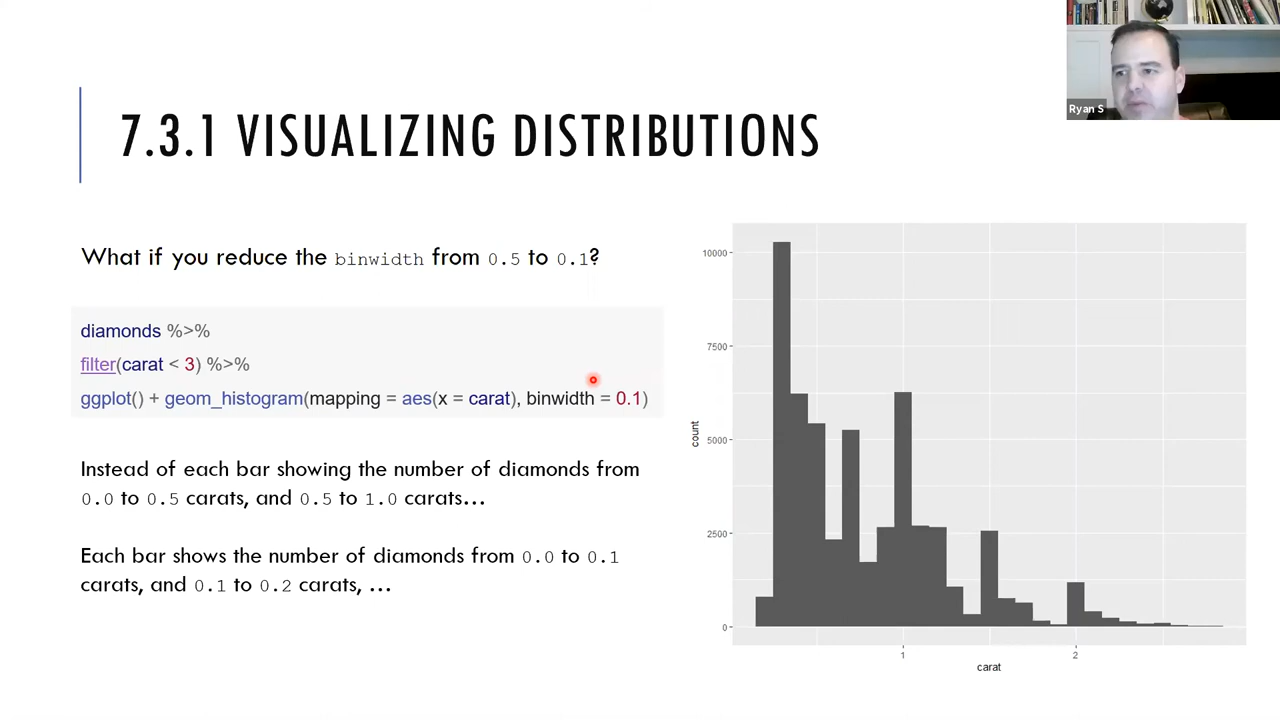 Ryan S
7.3.1 VISUALIZING DISTRIBUTIONS
What if you reduce the binwidth from 0.5 to 0.1?
diamonds %>%
filter(carat < 3) %>%
ggplot() + geom_histogram(mapping = aes(x = carat), binwidth = 0.1)
Instead of each bar showing the number of diamonds from
0.0 to 0.5 carats, and 0.5 to 1.0 carats…
Each bar shows the number of diamonds from 0.0 to 0.1
carats, and 0.1 to 0.2 carats, …
10000
7500
5000
2500
0
count
1
2
carat